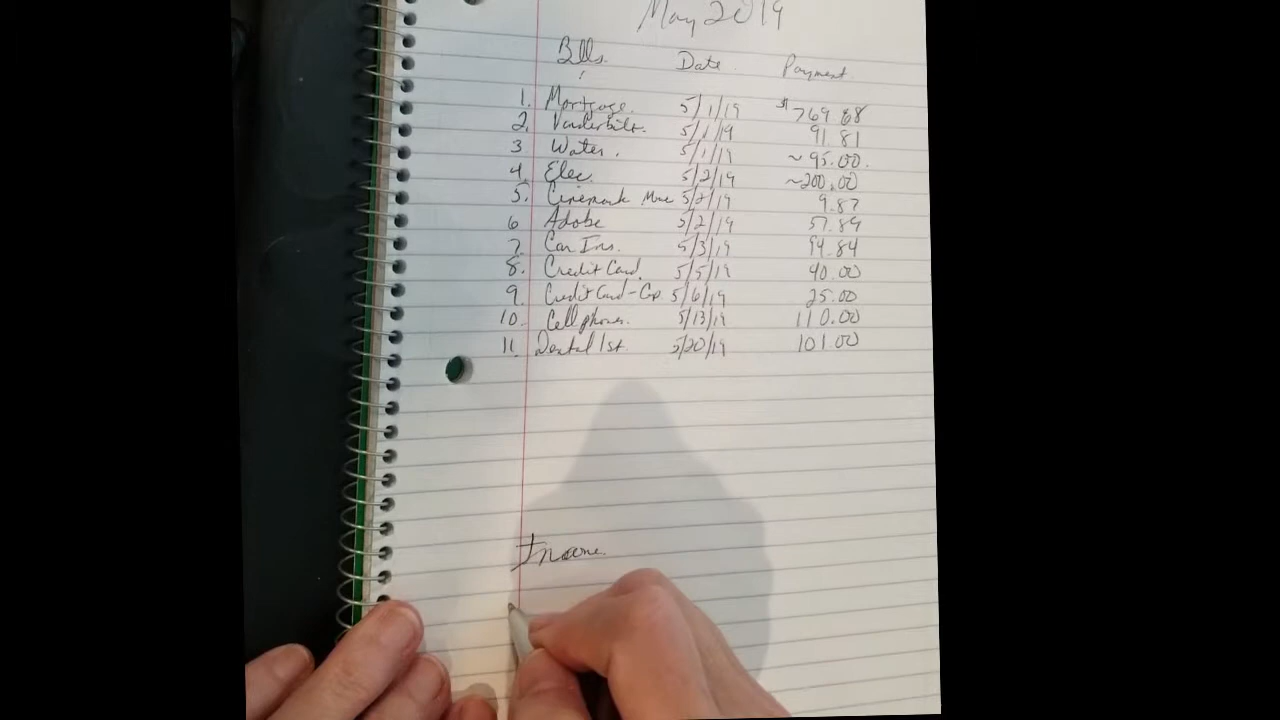 May 2019
Bills Date Payment
1. Mortgage. 5/1/19 $769.68
2. Vanderbilt. 5/1/19 91.81
3 Water. 5/1/19 ~95.00.
4 Elec. 5/2/19 ~200.00
5. Cinemark 5/2/19 9.87
6 Adobe 5/2/19 57.89
7. Car Ins. 5/3/19 94.84
8. Credit Card. 5/5/19 40.00
9. Credit Card-Cap 5/6/19 25.00
10. Cell phones. 5/13/19 110.00
11. Dental 1st. 5/20/19 101.00
Income